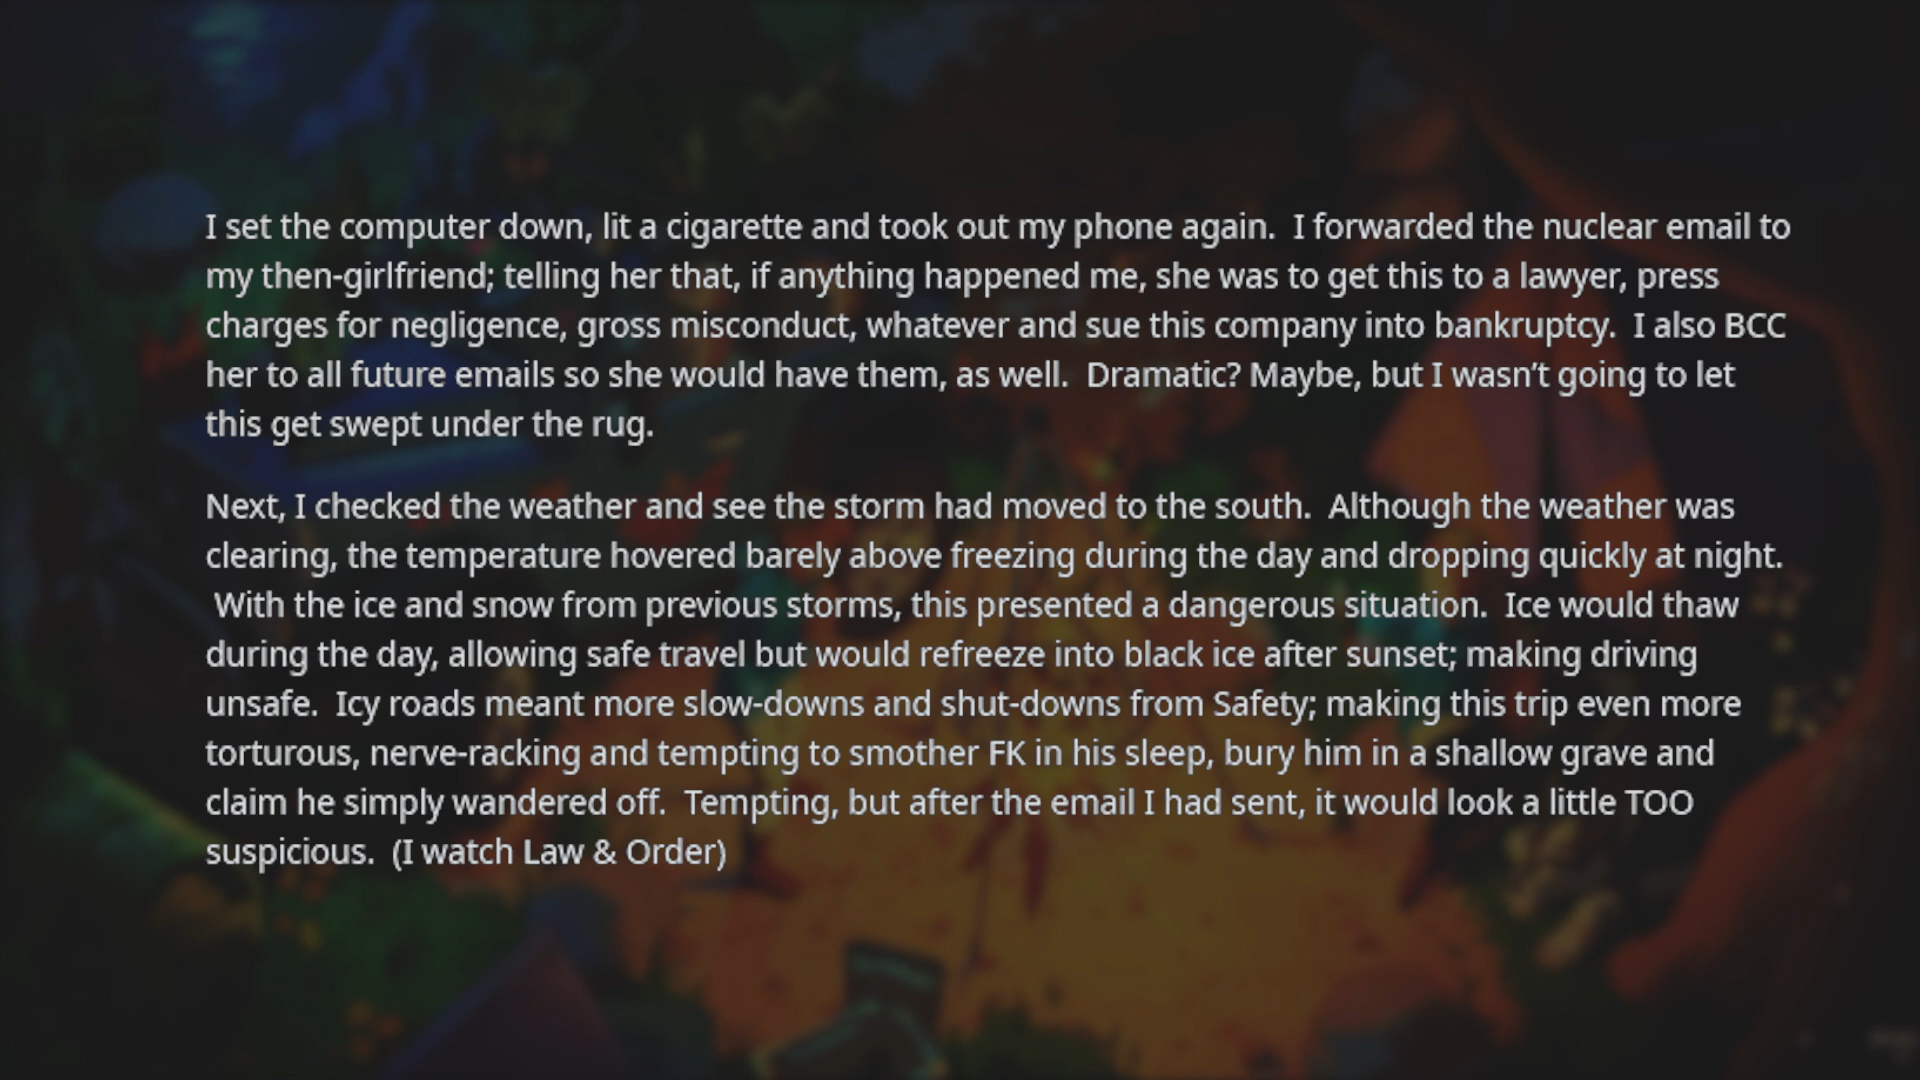 I set the computer down, lit a cigarette and took out my phone again.  I forwarded the nuclear email to
my then-girlfriend; telling her that, if anything happened me, she was to get this to a lawyer, press
charges for negligence, gross misconduct, whatever and sue this company into bankruptcy.  I also BCC
her to all future emails so she would have them, as well.  Dramatic? Maybe, but I wasn’t going to let
this get swept under the rug.
Next, I checked the weather and see the storm had moved to the south.  Although the weather was
clearing, the temperature hovered barely above freezing during the day and dropping quickly at night.
With the ice and snow from previous storms, this presented a dangerous situation.  Ice would thaw
during the day, allowing safe travel but would refreeze into black ice after sunset; making driving
unsafe.  Icy roads meant more slow-downs and shut-downs from Safety; making this trip even more
torturous, nerve-racking and tempting to smother FK in his sleep, bury him in a shallow grave and
claim he simply wandered off.  Tempting, but after the email I had sent, it would look a little TOO
suspicious.  (I watch Law & Order)